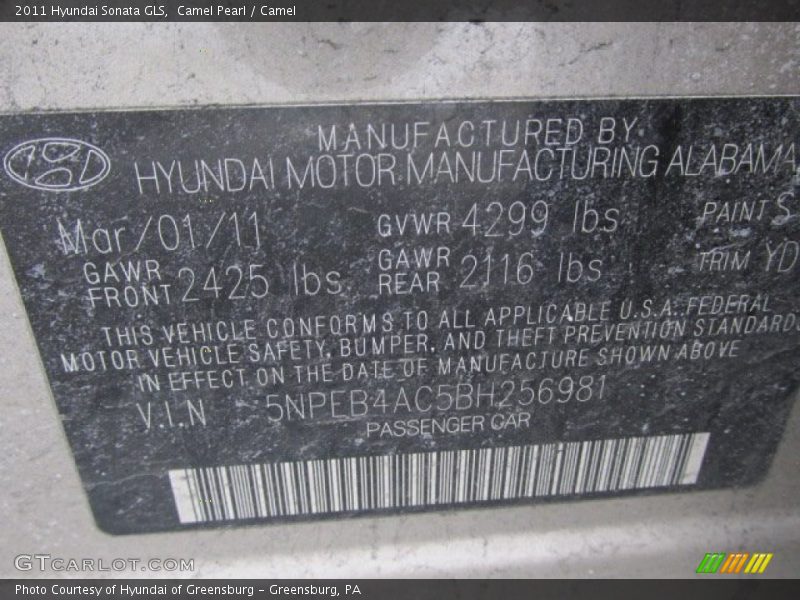 2011 Hyundai Sonata GLS, Camel Pearl / Camel
MANUFACTURED BY
HYUNDAI MOTOR MANUFACTURING ALABAMA
Mar/01/11 GVWR 4299 lbs PAINT S
GAWR FRONT 2425 lbs GAWR REAR 2116 lbs TRIM YD
THIS VEHICLE CONFORMS TO ALL APPLICABLE U.S.A. FEDERAL
MOTOR VEHICLE SAFETY, BUMPER, AND THEFT PREVENTION STANDARDS
IN EFFECT ON THE DATE OF MANUFACTURE SHOWN ABOVE
V.I.N 5NPEB4AC5BH256981
PASSENGER CAR
GTCARLOT.COM
Photo Courtesy of Hyundai of Greensburg - Greensburg, PA